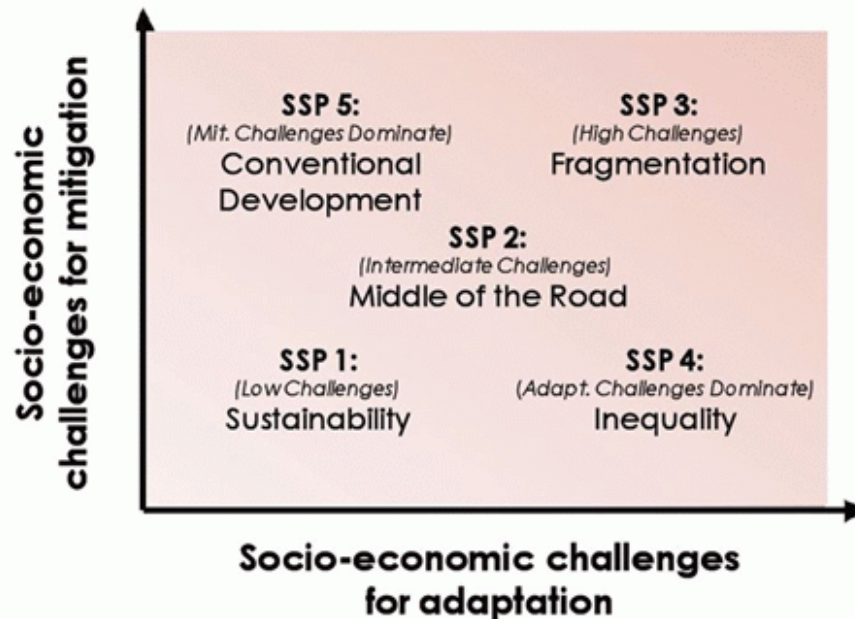 Socio-economic
challenges for mitigation
SSP 5:
(Mit. Challenges Dominate)
Conventional
Development
SSP 3:
(High Challenges)
Fragmentation
SSP 2:
(Intermediate Challenges)
Middle of the Road
SSP 1:
(Low Challenges)
Sustainability
SSP 4:
(Adapt. Challenges Dominate)
Inequality
Socio-economic challenges
for adaptation